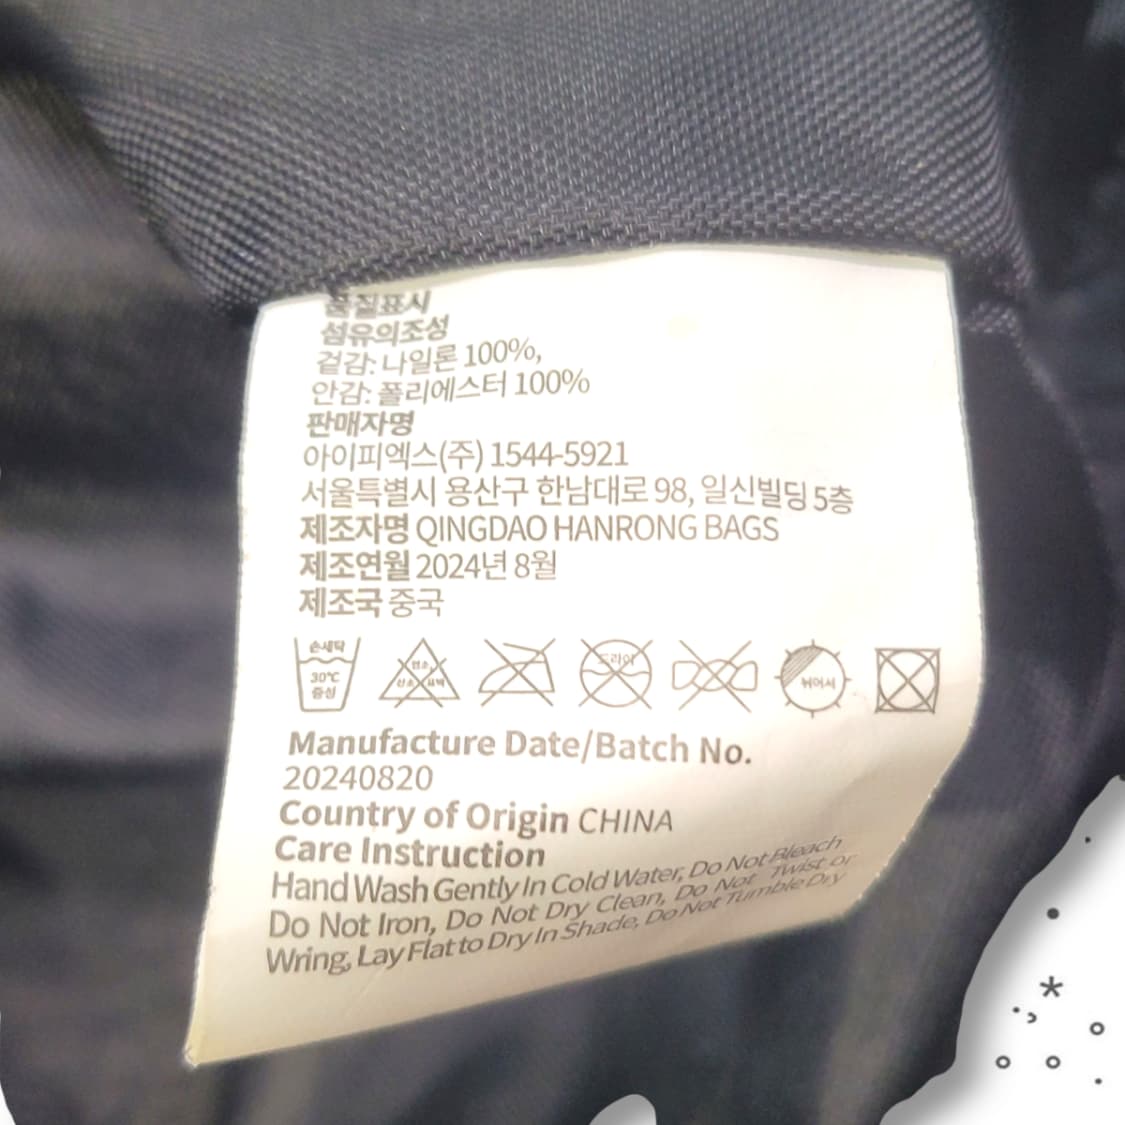 품질표시
섬유의조성
겉감: 나일론 100%,
안감: 폴리에스터 100%
판매자명
아이피엑스(주) 1544-5921
서울특별시 용산구 한남대로 98, 일신빌딩 5층
제조자명 QINGDAO HANRONG BAGS
제조연월 2024년 8월
제조국 중국
손세탁
30℃
중성
염소
산소 표백
드라이
뉘어서
Manufacture Date/Batch No.
20240820
Country of Origin CHINA
Care Instruction
Hand Wash Gently In Cold Water, Do Not Bleach
Do Not Iron, Do Not Dry Clean, Do Not Twist or
Wring, Lay Flat to Dry In Shade, Do Not Tumble Dry